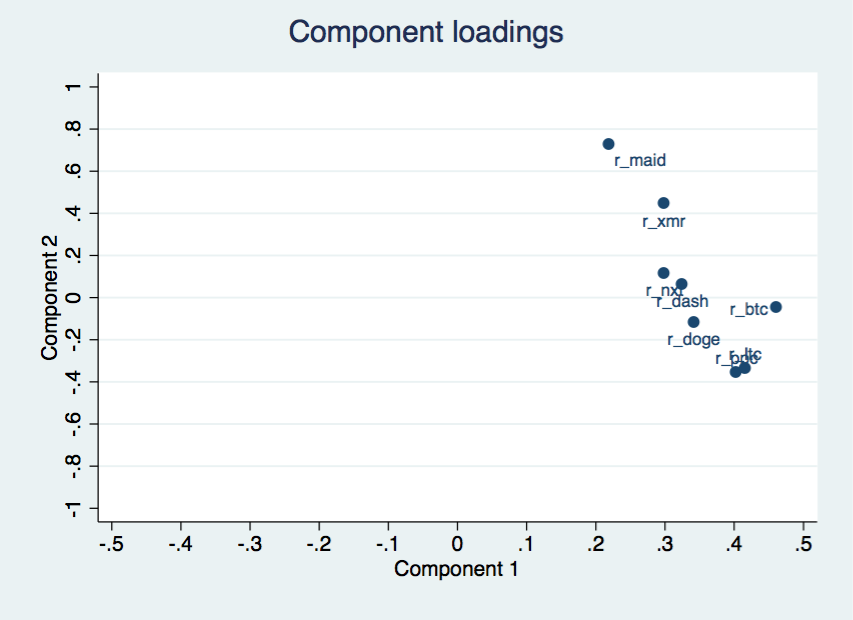 Component loadings
1
.8
.6
.4
.2
0
-.2
-.4
-.6
-.8
-1
Component 2
r_maid
r_xmr
r_nxt
r_dash
r_btc
r_doge
r_ltc
-.5 -.4 -.3 -.2 -.1 0 .1 .2 .3 .4 .5
Component 1